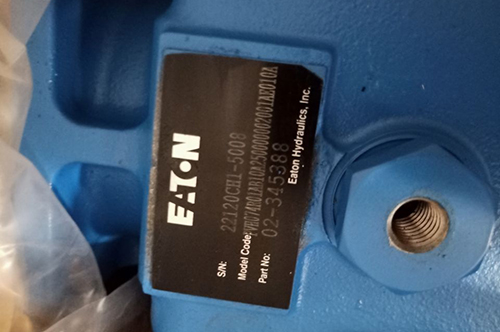 EATON
S/N: 22120CH1-5008
Model Code:
Part No: 02-345388
Eaton Hydraulics, Inc.